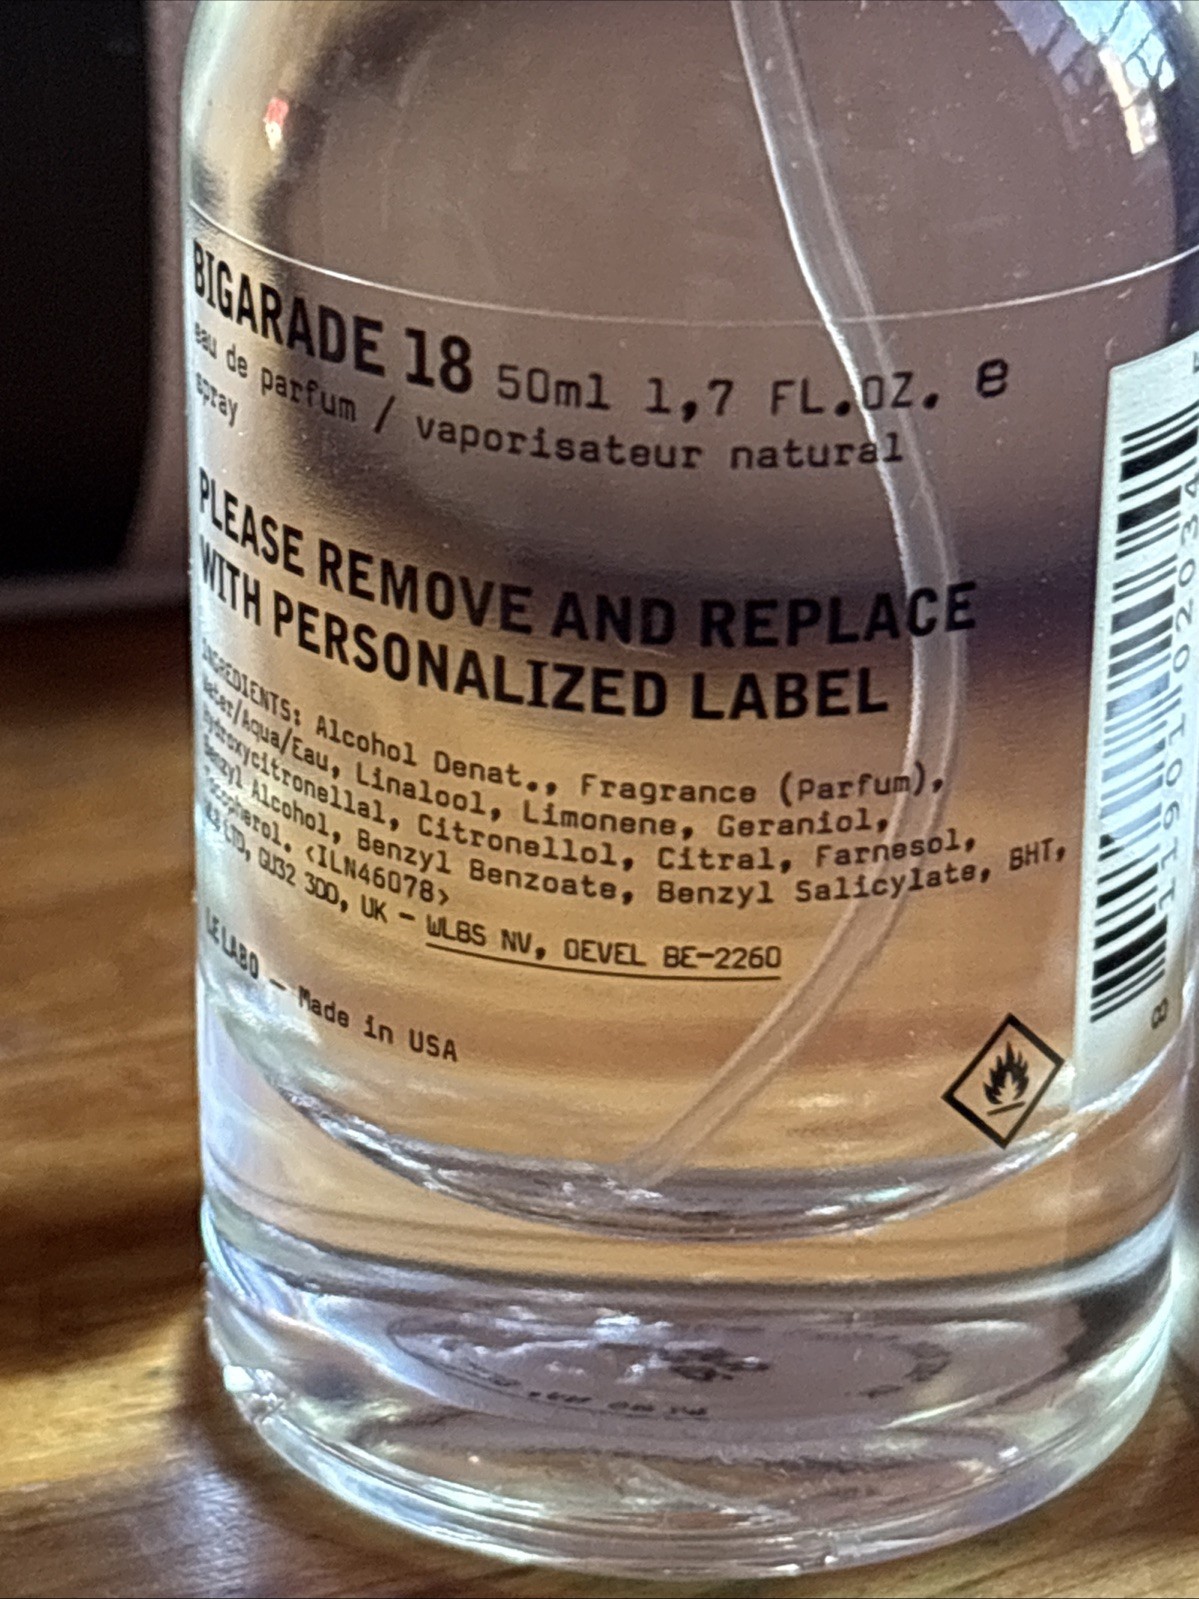 BIGARADE 18 50ml 1,7 FL.OZ. e
eau de parfum / vaporisateur natural
spray
PLEASE REMOVE AND REPLACE
WITH PERSONALIZED LABEL
INGREDIENTS: Alcohol Denat., Fragrance (Parfum),
Water/Aqua/Eau, Linalool, Limonene, Geraniol,
Hydroxycitronellal, Citronellol, Citral, Farnesol,
Benzyl Alcohol, Benzyl Benzoate, Benzyl Salicylate, BHT,
Tocopherol. <ILN46078>
LTD, GU32 3DD, UK – WLBS NV, OEVEL BE-2260
LE LABO — Made in USA
8 11901 02034